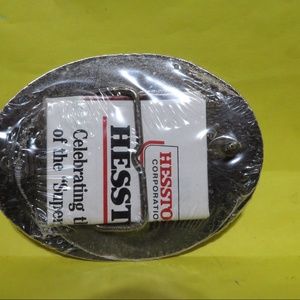 HESSTO
CORPORATIO
HESST
Celebrating t
of the "Supe